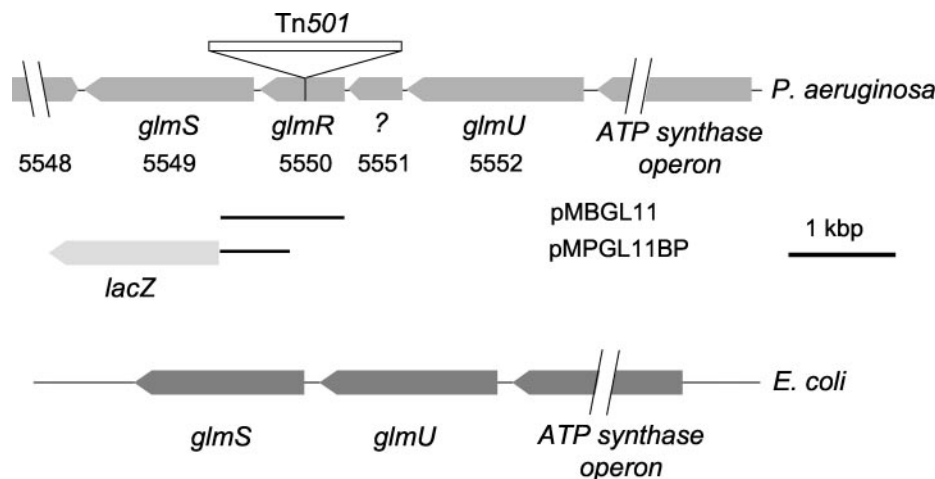 Tn501
P. aeruginosa
glmS glmR ? glmU ATP synthase
operon
5548 5549 5550 5551 5552
pMBGL11
1 kbp
pMPGL11BP
lacZ
E. coli
glmS glmU ATP synthase
operon